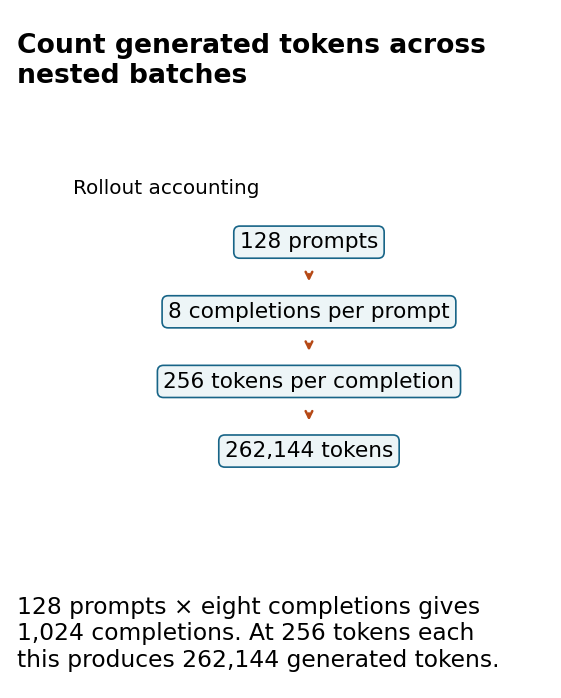 Count generated tokens across
nested batches
Rollout accounting
128 prompts
8 completions per prompt
256 tokens per completion
262,144 tokens
128 prompts × eight completions gives
1,024 completions. At 256 tokens each
this produces 262,144 generated tokens.